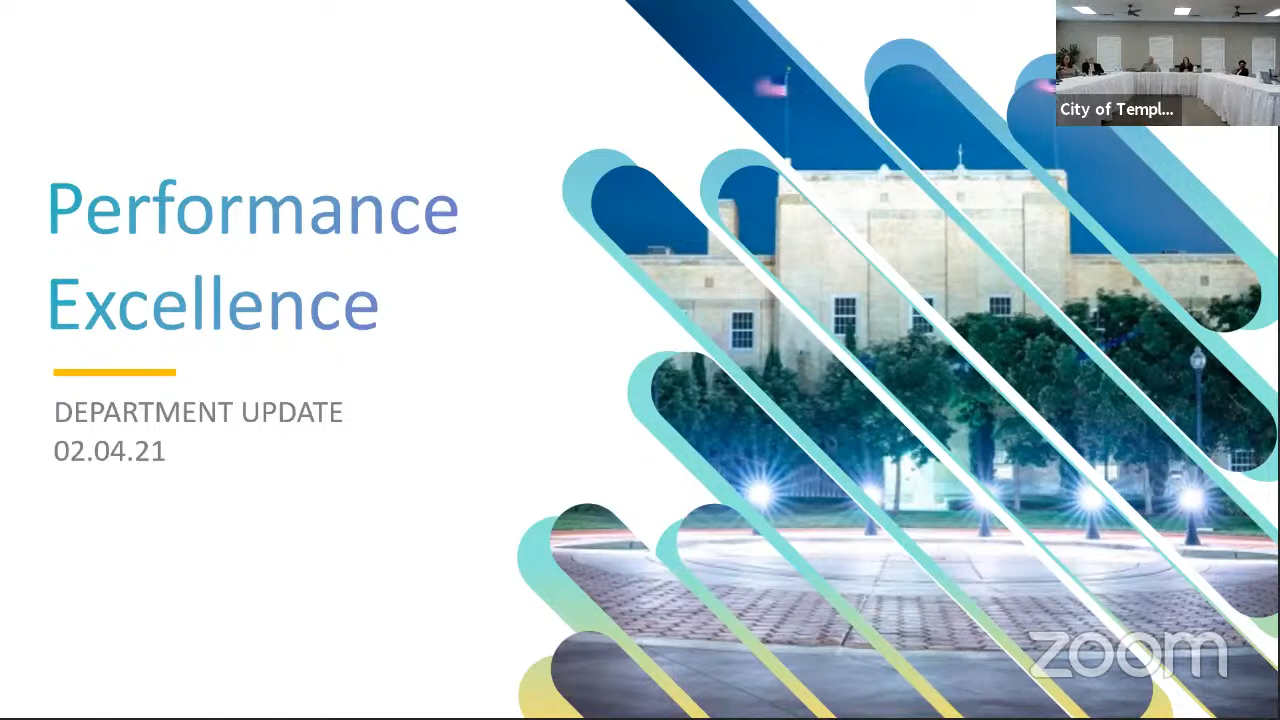 Performance
Excellence
DEPARTMENT UPDATE
02.04.21
City of Templ...
zoom